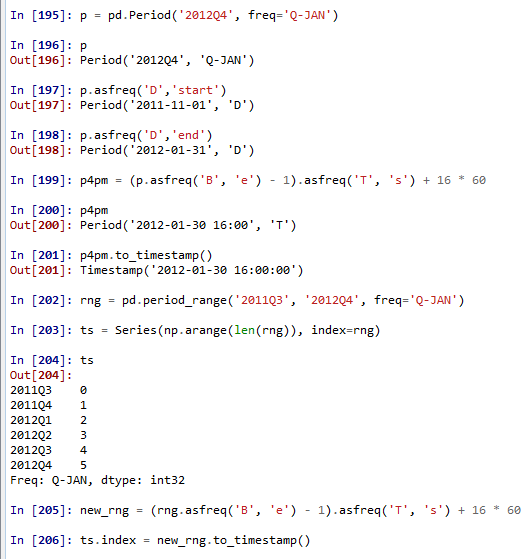 In [195]: p = pd.Period('2012Q4', freq='Q-JAN')
In [196]: p
Out[196]: Period('2012Q4', 'Q-JAN')
In [197]: p.asfreq('D','start')
Out[197]: Period('2011-11-01', 'D')
In [198]: p.asfreq('D','end')
Out[198]: Period('2012-01-31', 'D')
In [199]: p4pm = (p.asfreq('B', 'e') - 1).asfreq('T', 's') + 16 * 60
In [200]: p4pm
Out[200]: Period('2012-01-30 16:00', 'T')
In [201]: p4pm.to_timestamp()
Out[201]: Timestamp('2012-01-30 16:00:00')
In [202]: rng = pd.period_range('2011Q3', '2012Q4', freq='Q-JAN')
In [203]: ts = Series(np.arange(len(rng)), index=rng)
In [204]: ts
Out[204]:
2011Q3    0
2011Q4    1
2012Q1    2
2012Q2    3
2012Q3    4
2012Q4    5
Freq: Q-JAN, dtype: int32
In [205]: new_rng = (rng.asfreq('B', 'e') - 1).asfreq('T', 's') + 16 * 60
In [206]: ts.index = new_rng.to_timestamp()